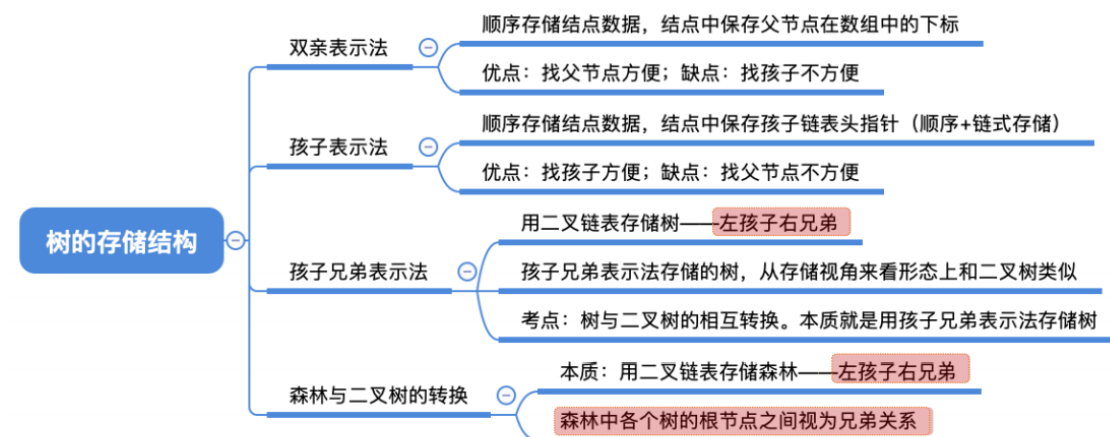 树的存储结构
双亲表示法
顺序存储结点数据，结点中保存父节点在数组中的下标
优点：找父节点方便；缺点：找孩子不方便
孩子表示法
顺序存储结点数据，结点中保存孩子链表头指针（顺序+链式存储）
优点：找孩子方便；缺点：找父节点不方便
孩子兄弟表示法
用二叉链表存储树——左孩子右兄弟
孩子兄弟表示法存储的树，从存储视角来看形态上和二叉树类似
考点：树与二叉树的相互转换。本质就是用孩子兄弟表示法存储树
森林与二叉树的转换
本质：用二叉链表存储森林——左孩子右兄弟
森林中各个树的根节点之间视为兄弟关系